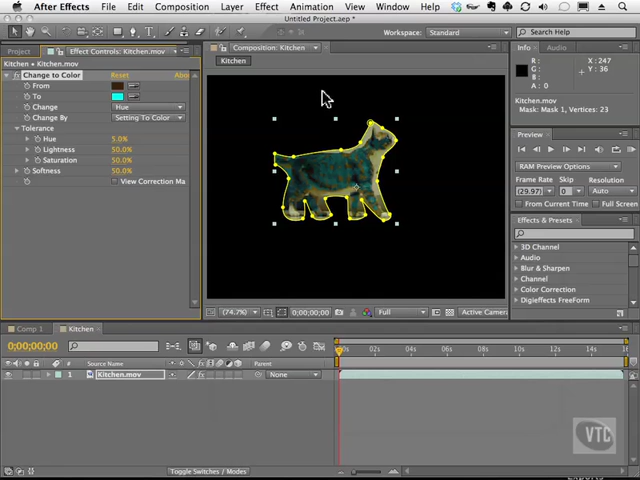 After Effects File Edit Composition Layer Effect Animation View Window Help
Untitled Project.aep *
Workspace: Standard Search Help
Project Effect Controls: Kitchen.mov
Composition: Kitchen
Info Audio
Kitchen • Kitchen.mov
Kitchen
Change to Color Reset Abou
From
To
Change Hue
Change By Setting To Color
Tolerance
Hue 5.0%
Lightness 50.0%
Saturation 50.0%
Softness 50.0%
View Correction Ma
R:
G:
B:
A: 0
X: 247
Y: 36
Kitchen.mov
Mask: Mask 1, Vertices: 23
Preview
RAM Preview Options
Frame Rate Skip Resolution
(29.97) 0 Auto
From Current Time Full Screen
Effects & Presets
3D Channel
Audio
Blur & Sharpen
Channel
Color Correction
Digieffects FreeForm
(74.7%) 0;00;00;00 Full Active Camera
Comp 1 Kitchen
0;00;00;00
# Source Name Parent
1 Kitchen.mov None
00s 02s 04s 06s 08s 10s 12s 14s 16
VTC
Toggle Switches / Modes